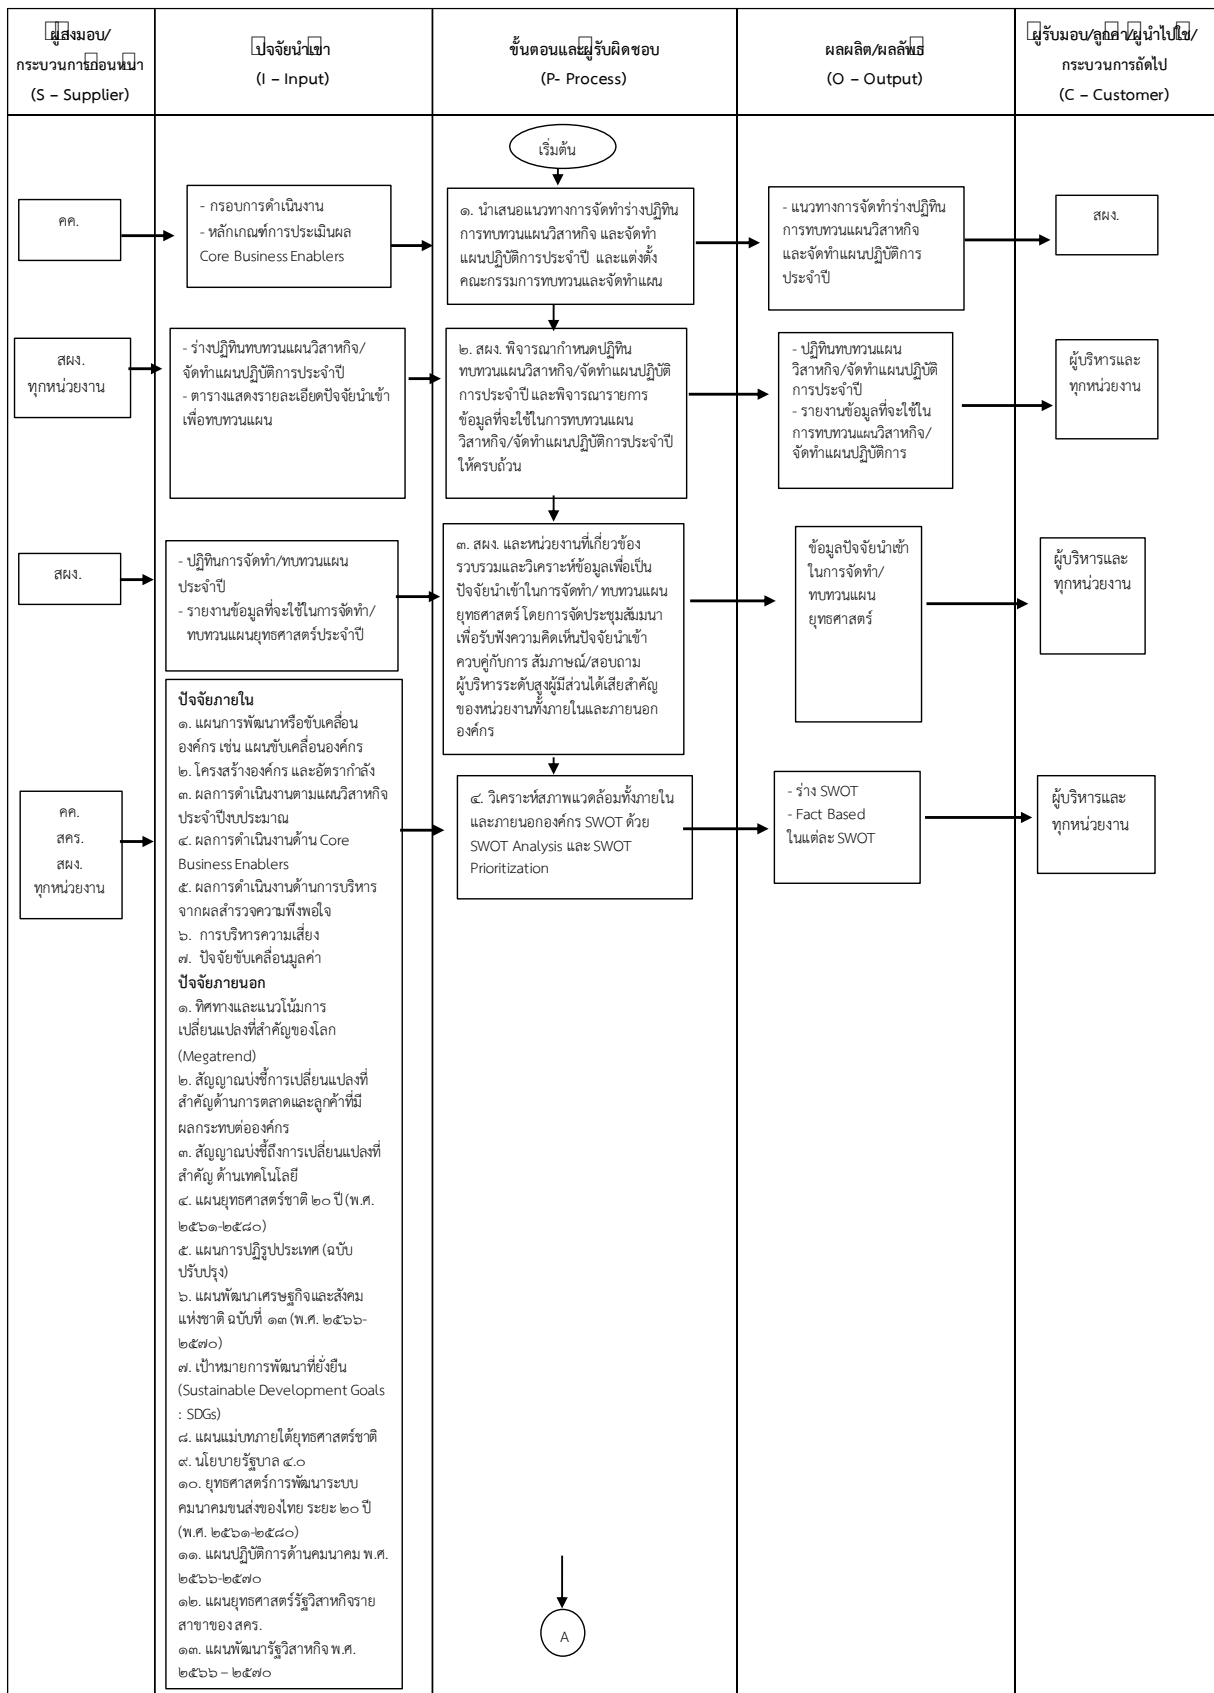 ผู้ส่งมอบ/
กระบวนการก่อนหน้า
(S – Supplier)
ปัจจัยนำเข้า
(I – Input)
ขั้นตอนและผู้รับผิดชอบ
(P- Process)
ผลผลิต/ผลลัพธ์
(O – Output)
ผู้รับมอบ/ลูกค้า/ผู้นำไปใช้/
กระบวนการถัดไป
(C – Customer)
เริ่มต้น
คค.
- กรอบการดำเนินงาน
- หลักเกณฑ์การประเมินผล
Core Business Enablers
๑. นำเสนอแนวทางการจัดทำร่างปฏิทิน
การทบทวนแผนวิสาหกิจ และจัดทำ
แผนปฏิบัติการประจำปี และแต่งตั้ง
คณะกรรมการทบทวนและจัดทำแผน
- แนวทางการจัดทำร่างปฏิทิน
การทบทวนแผนวิสาหกิจ
และจัดทำแผนปฏิบัติการ
ประจำปี
สผง.
สผง.
ทุกหน่วยงาน
- ร่างปฏิทินทบทวนแผนวิสาหกิจ/
จัดทำแผนปฏิบัติการประจำปี
- ตารางแสดงรายละเอียดปัจจัยนำเข้า
เพื่อทบทวนแผน
๒. สผง. พิจารณากำหนดปฏิทิน
ทบทวนแผนวิสาหกิจ/จัดทำแผนปฏิบัติ
การประจำปี และพิจารณารายการ
ข้อมูลที่จะใช้ในการทบทวนแผน
วิสาหกิจ/จัดทำแผนปฏิบัติการประจำปี
ให้ครบถ้วน
- ปฏิทินทบทวนแผน
วิสาหกิจ/จัดทำแผนปฏิบัติ
การประจำปี
- รายงานข้อมูลที่จะใช้ใน
การทบทวนแผนวิสาหกิจ/
จัดทำแผนปฏิบัติการ
ผู้บริหารและ
ทุกหน่วยงาน
สผง.
- ปฏิทินการจัดทำ/ทบทวนแผน
ประจำปี
- รายงานข้อมูลที่จะใช้ในการจัดทำ/
ทบทวนแผนยุทธศาสตร์ประจำปี
๓. สผง. และหน่วยงานที่เกี่ยวข้อง
รวบรวมและวิเคราะห์ข้อมูลเพื่อเป็น
ปัจจัยนำเข้าในการจัดทำ/ ทบทวนแผน
ยุทธศาสตร์ โดยการจัดประชุมสัมมนา
เพื่อรับฟังความคิดเห็นปัจจัยนำเข้า
ควบคู่กับการ สัมภาษณ์/สอบถาม
ผู้บริหารระดับสูงผู้มีส่วนได้เสียสำคัญ
ของหน่วยงานทั้งภายในและภายนอก
องค์กร
ข้อมูลปัจจัยนำเข้า
ในการจัดทำ/
ทบทวนแผน
ยุทธศาสตร์
ผู้บริหารและ
ทุกหน่วยงาน
คค.
สคร.
สผง.
ทุกหน่วยงาน
ปัจจัยภายใน
๑. แผนการพัฒนาหรือขับเคลื่อน
องค์กร เช่น แผนขับเคลื่อนองค์กร
๒. โครงสร้างองค์กร และอัตรากำลัง
๓. ผลการดำเนินงานตามแผนวิสาหกิจ
ประจำปีงบประมาณ
๔. ผลการดำเนินงานด้าน Core
Business Enablers
๕. ผลการดำเนินงานด้านการบริหาร
จากผลสำรวจความพึงพอใจ
๖. การบริหารความเสี่ยง
๗. ปัจจัยขับเคลื่อนมูลค่า
ปัจจัยภายนอก
๑. ทิศทางและแนวโน้มการ
เปลี่ยนแปลงที่สำคัญของโลก
(Megatrend)
๒. สัญญาณบ่งชี้การเปลี่ยนแปลงที่
สำคัญด้านการตลาดและลูกค้าที่มี
ผลกระทบต่อองค์กร
๓. สัญญาณบ่งชี้ถึงการเปลี่ยนแปลงที่
สำคัญ ด้านเทคโนโลยี
๔. แผนยุทธศาสตร์ชาติ ๒๐ ปี (พ.ศ.
๒๕๖๑-๒๕๘๐)
๕. แผนการปฏิรูปประเทศ (ฉบับ
ปรับปรุง)
๖. แผนพัฒนาเศรษฐกิจและสังคม
แห่งชาติ ฉบับที่ ๑๓ (พ.ศ. ๒๕๖๖-
๒๕๗๐)
๗. เป้าหมายการพัฒนาที่ยั่งยืน
(Sustainable Development Goals
: SDGs)
๘. แผนแม่บทภายใต้ยุทธศาสตร์ชาติ
๙. นโยบายรัฐบาล ๔.๐
๑๐. ยุทธศาสตร์การพัฒนาระบบ
คมนาคมขนส่งของไทย ระยะ ๒๐ ปี
(พ.ศ. ๒๕๖๑-๒๕๘๐)
๑๑. แผนปฏิบัติการด้านคมนาคม พ.ศ.
๒๕๖๖-๒๕๗๐
๑๒. แผนยุทธศาสตร์รัฐวิสาหกิจราย
สาขาของ สคร.
๑๓. แผนพัฒนารัฐวิสาหกิจ พ.ศ.
๒๕๖๖ – ๒๕๗๐
๔. วิเคราะห์สภาพแวดล้อมทั้งภายใน
และภายนอกองค์กร SWOT ด้วย
SWOT Analysis และ SWOT
Prioritization
- ร่าง SWOT
- Fact Based
ในแต่ละ SWOT
ผู้บริหารและ
ทุกหน่วยงาน
A